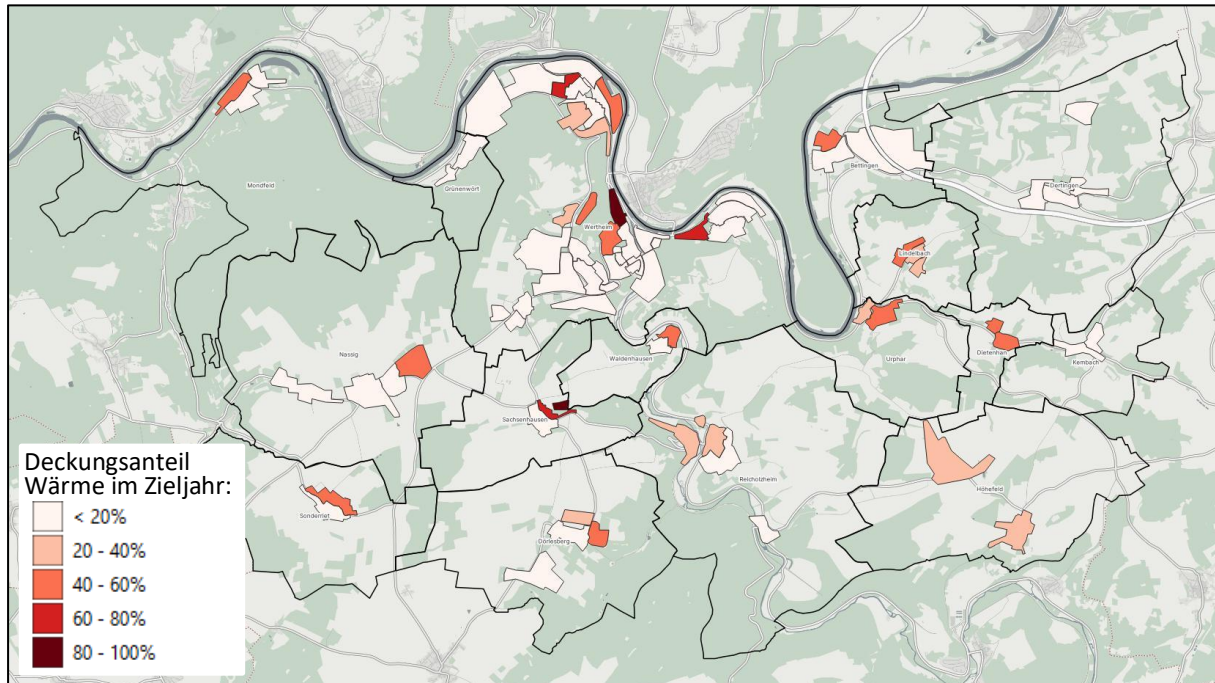 Mondfeld
Grünenwört
Bettingen
Dertingen
Wertheim
Lindelbach
Nassig
Waldenhausen
Urphar
Dietenhan
Kembach
Sachsenhausen
Reicholzheim
Höhefeld
Sonderriet
Dörlesberg
Deckungsanteil
Wärme im Zieljahr:
< 20%
20 - 40%
40 - 60%
60 - 80%
80 - 100%